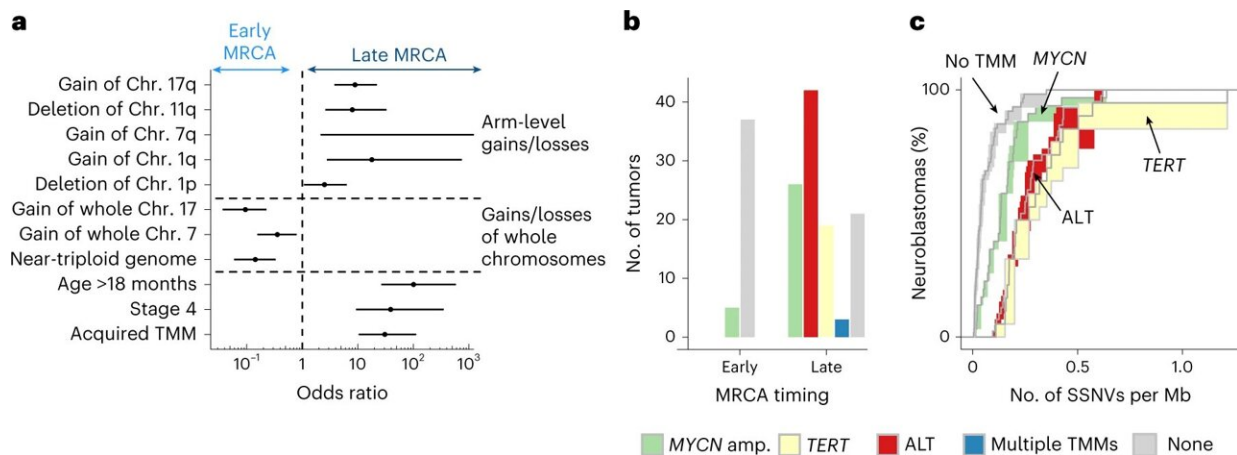 a
Early
MRCA
Late MRCA
Gain of Chr. 17q
Deletion of Chr. 11q
Gain of Chr. 7q
Gain of Chr. 1q
Deletion of Chr. 1p
Gain of whole Chr. 17
Gain of whole Chr. 7
Near-triploid genome
Age >18 months
Stage 4
Acquired TMM
Arm-level
gains/losses
Gains/losses
of whole
chromosomes
10⁻¹ 1 10¹ 10² 10³
Odds ratio
b
No. of tumors
40
30
20
10
0
Early Late
MRCA timing
c
Neuroblastomas (%)
100
0
No TMM
MYCN
TERT
ALT
0 0.5 1.0
No. of SSNVs per Mb
MYCN amp. TERT ALT Multiple TMMs None